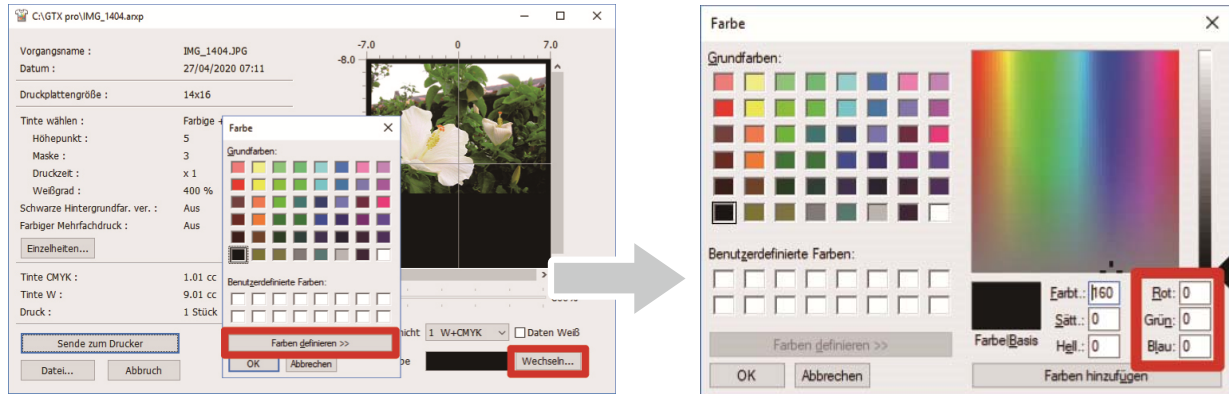 C:\GTX pro\IMG_1404.arxp
Vorgangsname : IMG_1404.JPG
Datum : 27/04/2020 07:11
Druckplattengröße : 14x16
Tinte wählen : Farbige +
Höhepunkt : 5
Maske : 3
Druckzeit : x 1
Weißgrad : 400 %
Schwarze Hintergrundfar. ver. : Aus
Farbiger Mehrfachdruck : Aus
Einzelheiten...
Tinte CMYK : 1.01 cc
Tinte W : 9.01 cc
Druck : 1 Stück
Sende zum Drucker
Datei... Abbruch
-7.0 0 7.0
-8.0
Farbe
Grundfarben:
Benutzerdefinierte Farben:
Farben definieren >>
OK Abbrechen
1 W+CMYK Daten Weiß
Wechseln...
Farbe
Grundfarben:
Benutzerdefinierte Farben:
Farben definieren >>
OK Abbrechen
Farbe|Basis
Farbt.: 160 Rot: 0
Sätt.: 0 Grün: 0
Hell.: 0 Blau: 0
Farben hinzufügen